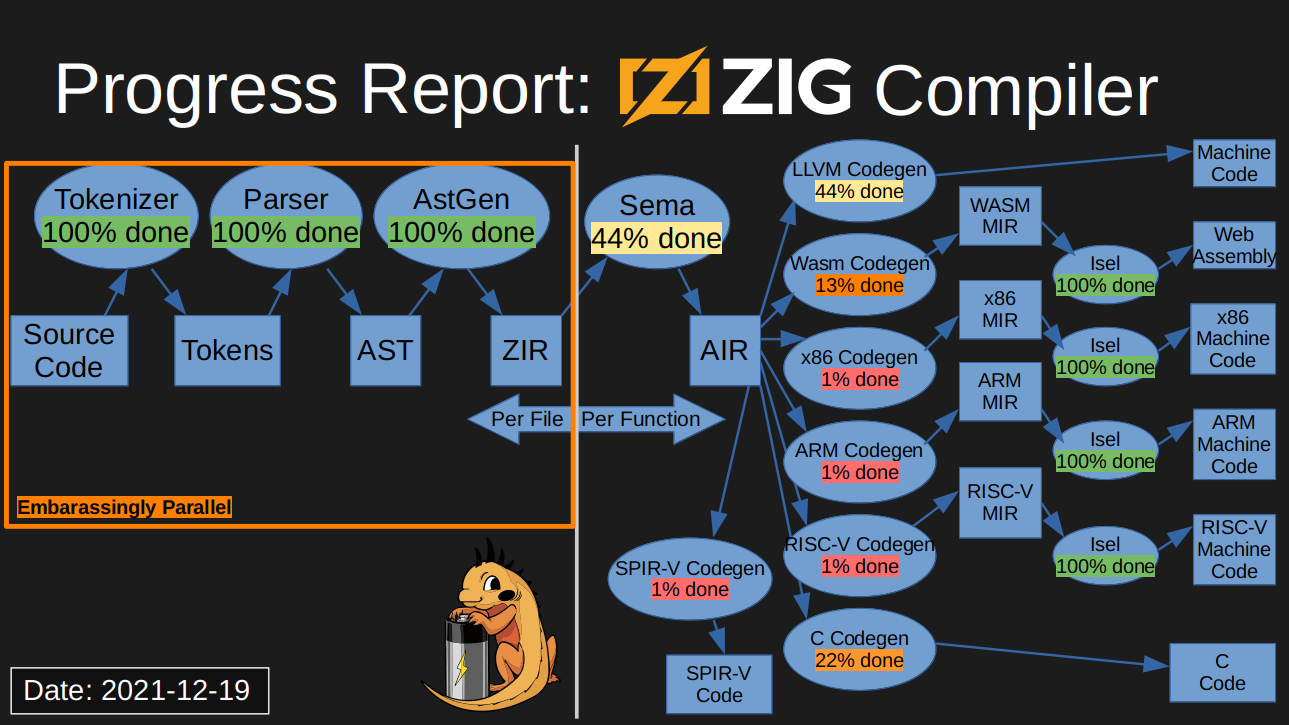 Progress Report: ZIG Compiler
Tokenizer
100% done
Parser
100% done
AstGen
100% done
Source
Code
Tokens
AST
ZIR
Per File
Per Function
Embarassingly Parallel
Date: 2021-12-19
Sema
44% done
AIR
LLVM Codegen
44% done
Wasm Codegen
13% done
x86 Codegen
1% done
ARM Codegen
1% done
RISC-V Codegen
1% done
C Codegen
22% done
SPIR-V Codegen
1% done
SPIR-V
Code
WASM
MIR
x86
MIR
ARM
MIR
RISC-V
MIR
Isel
100% done
Isel
100% done
Isel
100% done
Isel
100% done
Machine
Code
Web
Assembly
x86
Machine
Code
ARM
Machine
Code
RISC-V
Machine
Code
C
Code